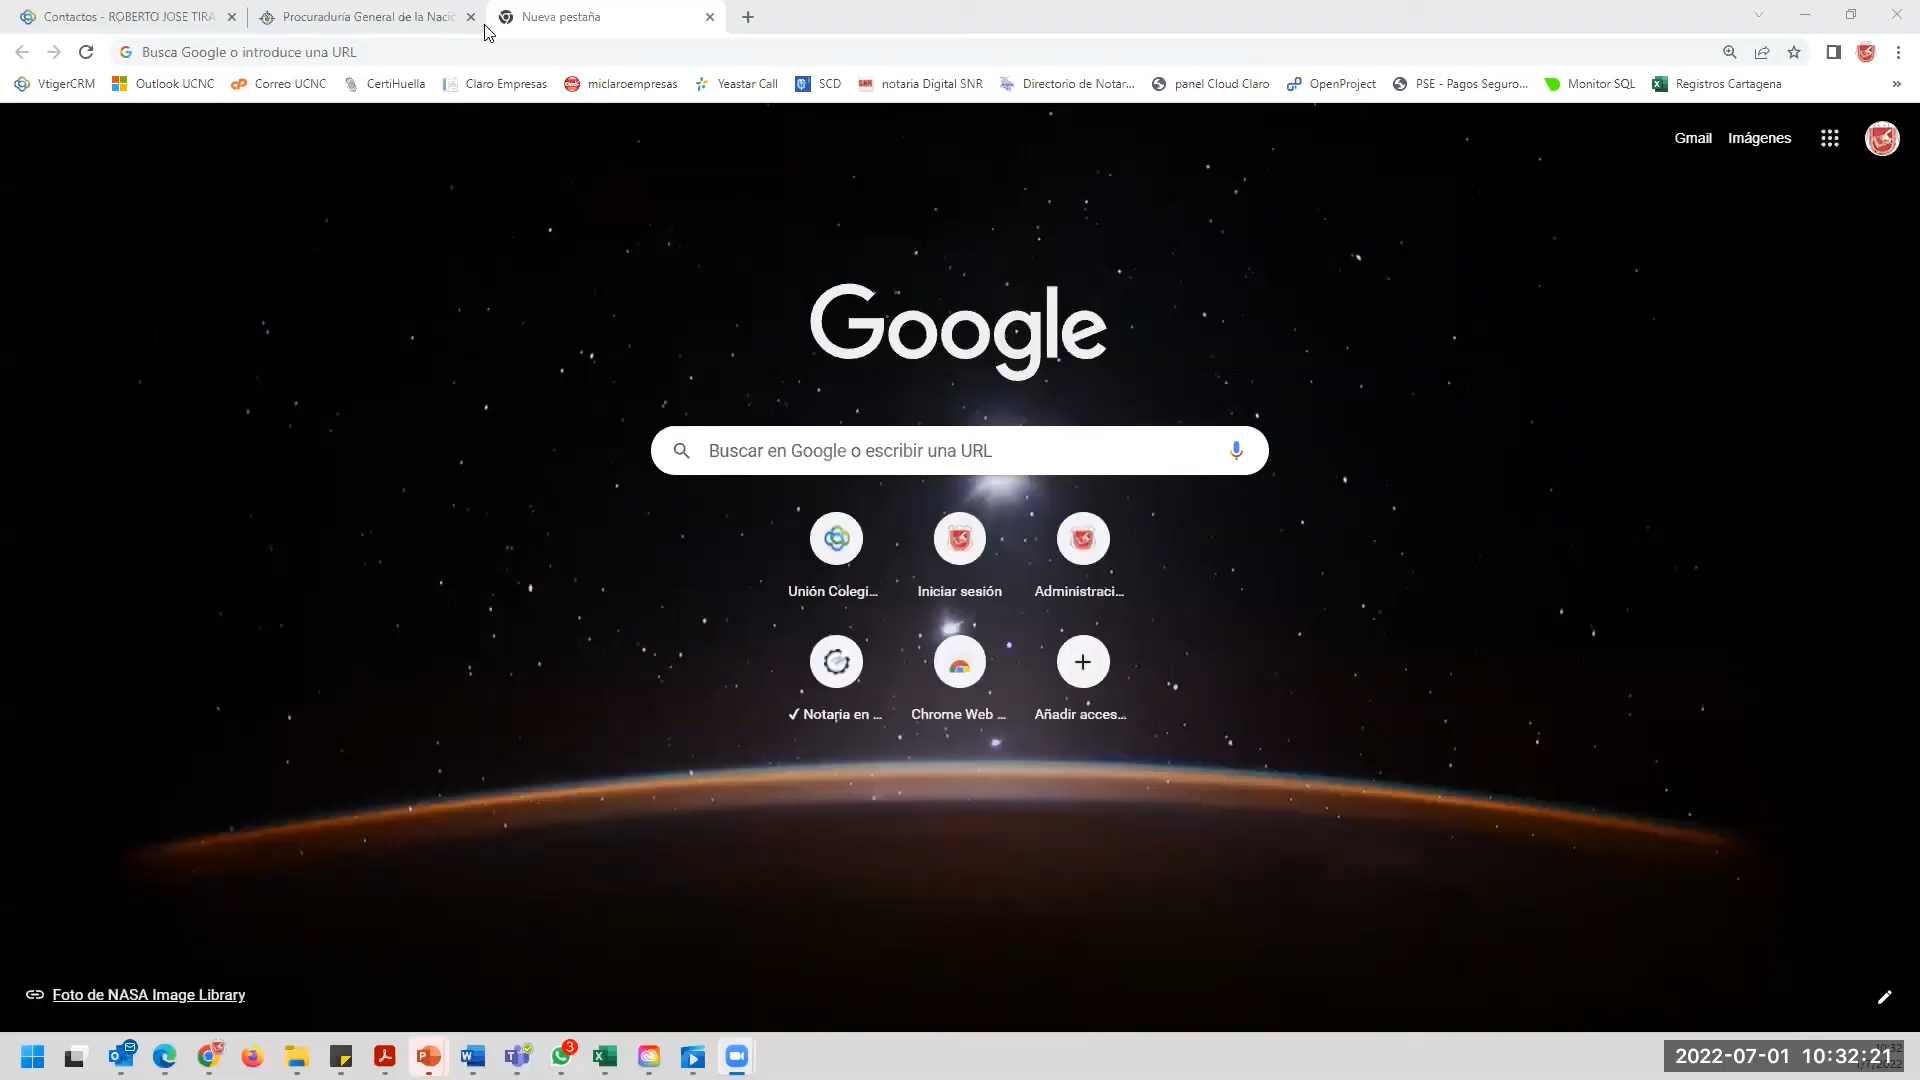 Contactos - ROBERTO JOSE TIRA
Procuraduría General de la Nacio
Nueva pestaña
Busca Google o introduce una URL
VtigerCRM
Outlook UCNC
Correo UCNC
CertiHuella
Claro Empresas
miclaroempresas
Yeastar Call
SCD
notaria Digital SNR
Directorio de Notar...
panel Cloud Claro
OpenProject
PSE - Pagos Seguro...
Monitor SQL
Registros Cartagena
»
Gmail
Imágenes
Google
Buscar en Google o escribir una URL
Unión Colegi...
Iniciar sesión
Administraci...
✓ Notaria en ...
Chrome Web ...
Añadir acces...
Foto de NASA Image Library
3
2022-07-01 10:32:21